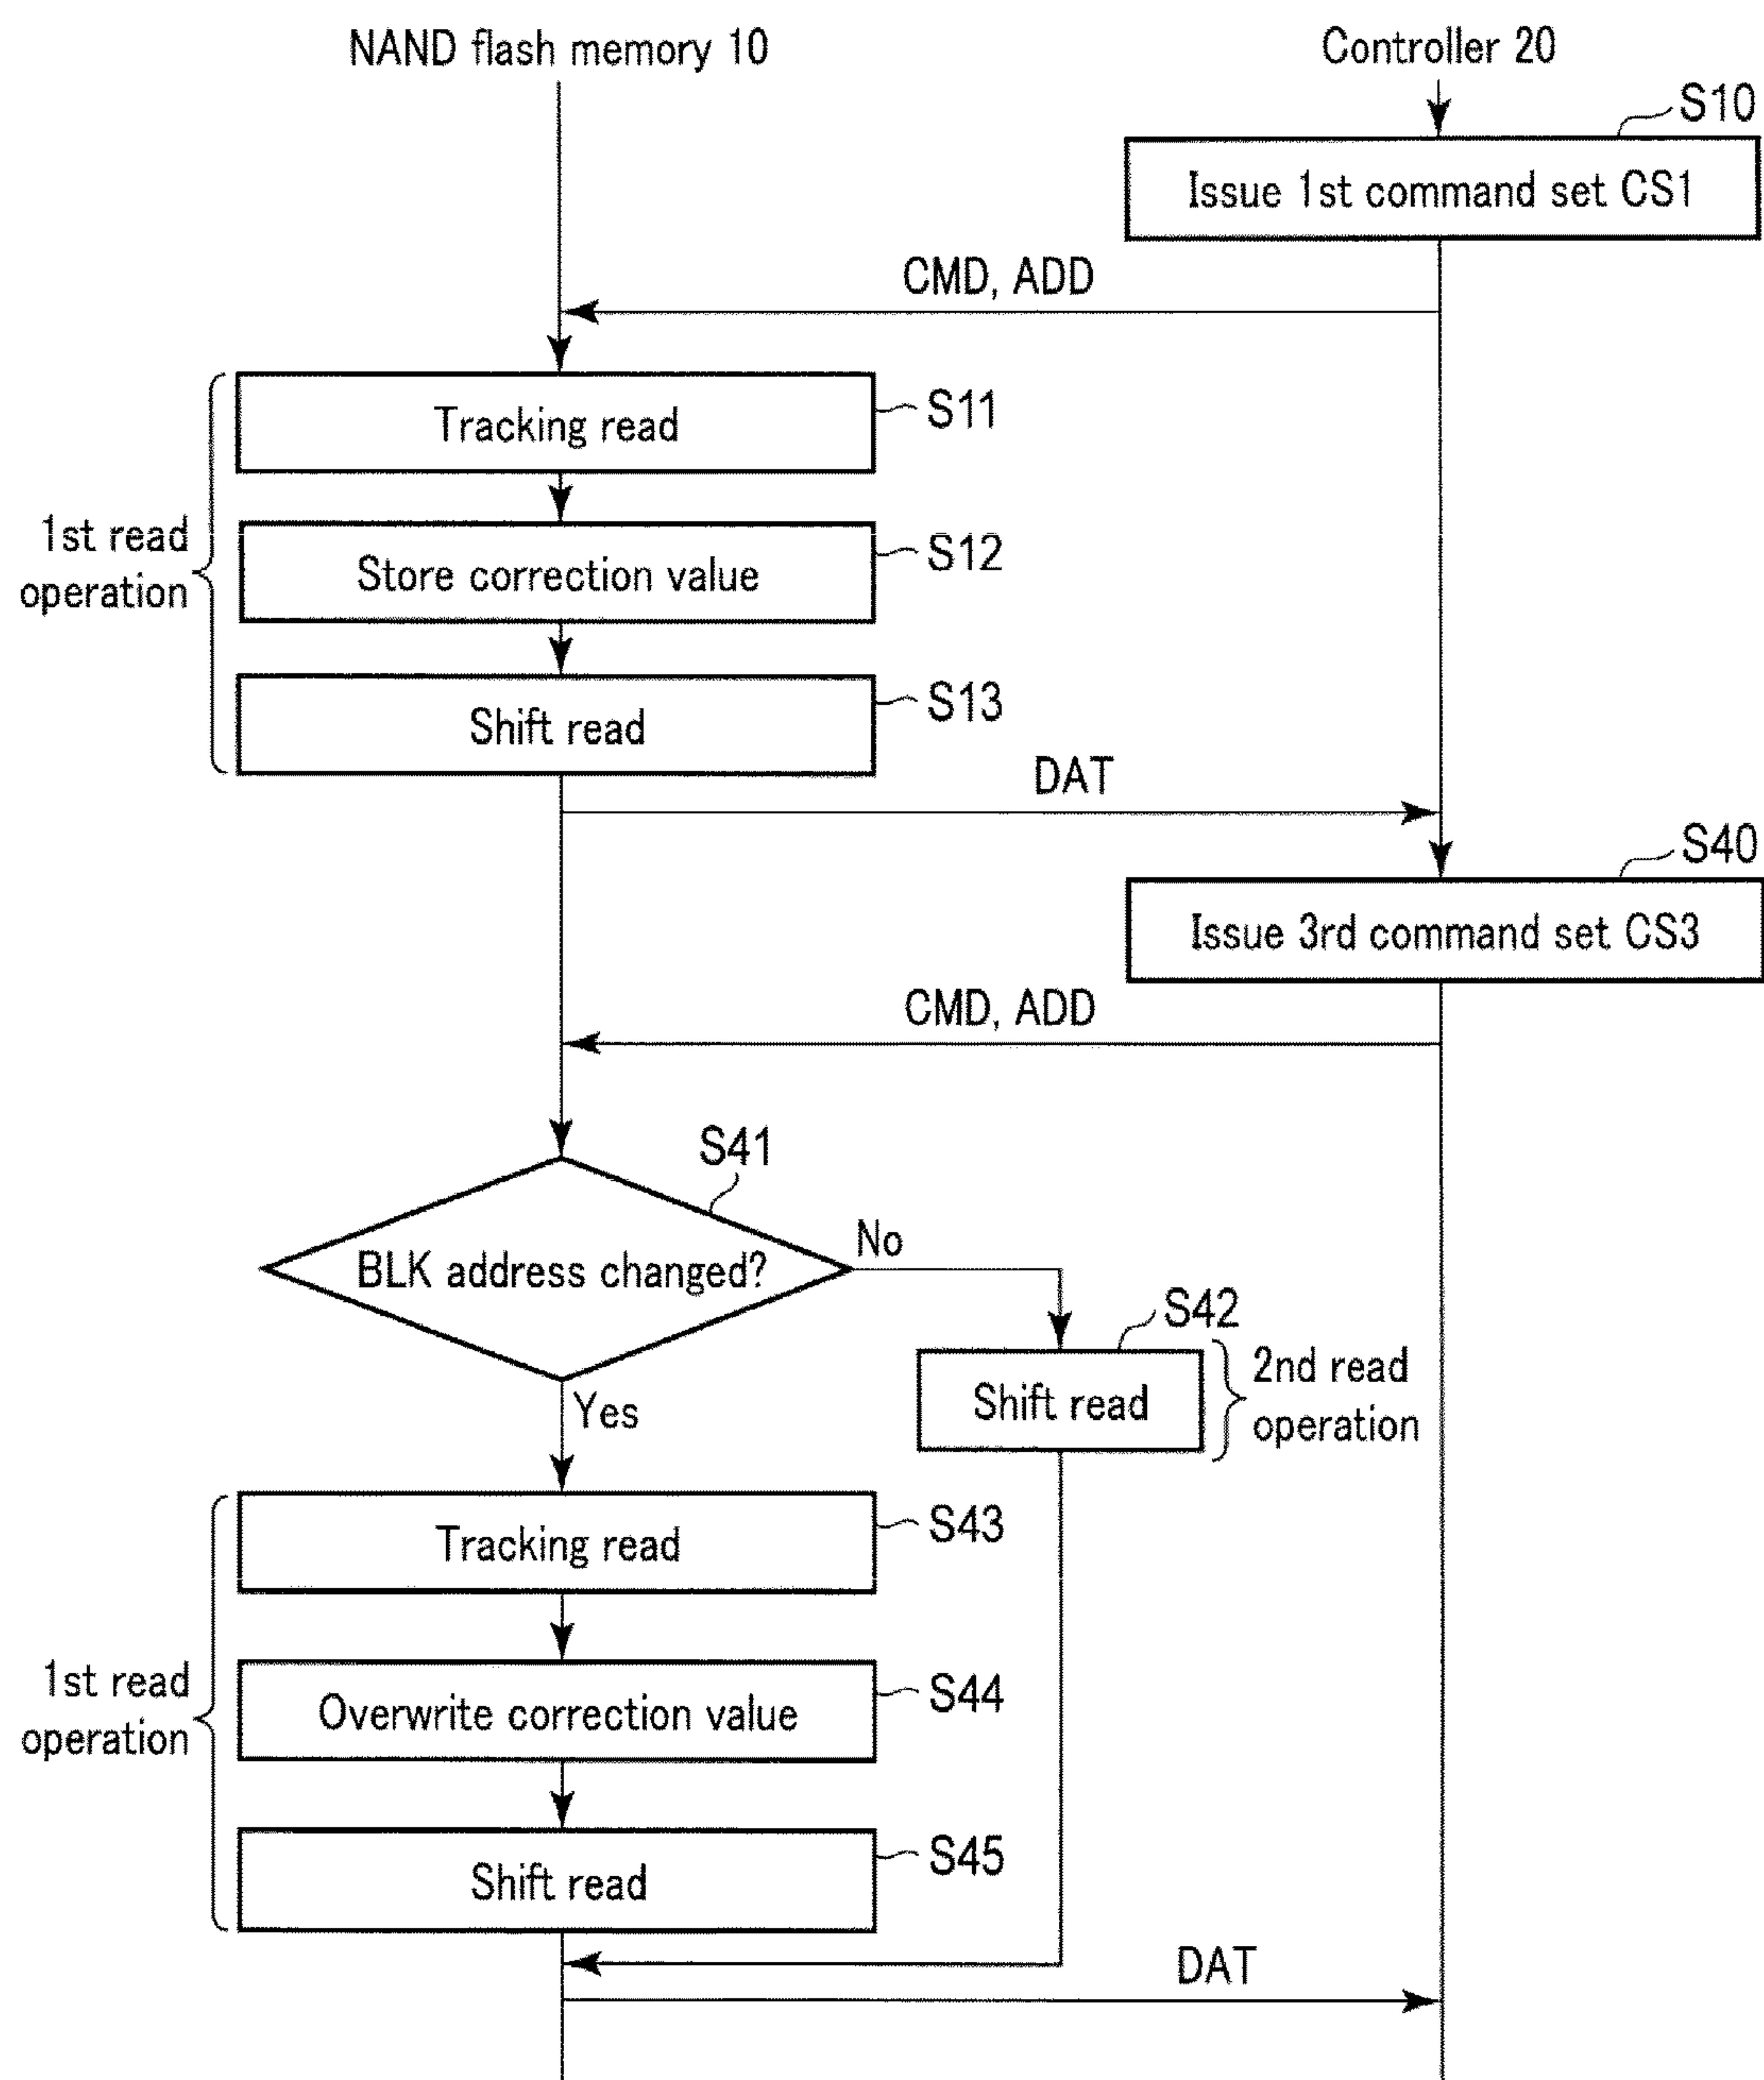 NAND flash memory 10
Controller 20
S10
Issue 1st command set CS1
CMD, ADD
S11
Tracking read
1st read
operation
S12
Store correction value
S13
Shift read
DAT
S40
Issue 3rd command set CS3
CMD, ADD
S41
BLK address changed?
No
S42
Shift read
2nd read
operation
Yes
S43
Tracking read
1st read
operation
S44
Overwrite correction value
S45
Shift read
DAT